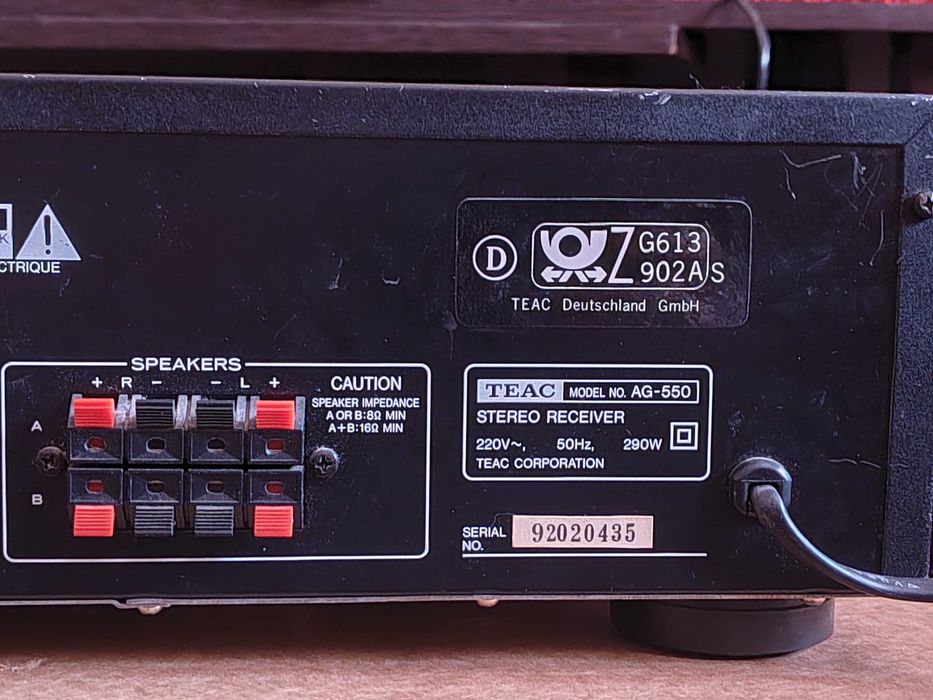 CTRIQUE
D
Z G613
902A/S
TEAC Deutschland GmbH
SPEAKERS
+ R − − L +
A
B
CAUTION
SPEAKER IMPEDANCE
A OR B:8Ω MIN
A+B:16Ω MIN
TEAC MODEL NO. AG-550
STEREO RECEIVER
220V~, 50Hz, 290W
TEAC CORPORATION
SERIAL
NO.
92020435